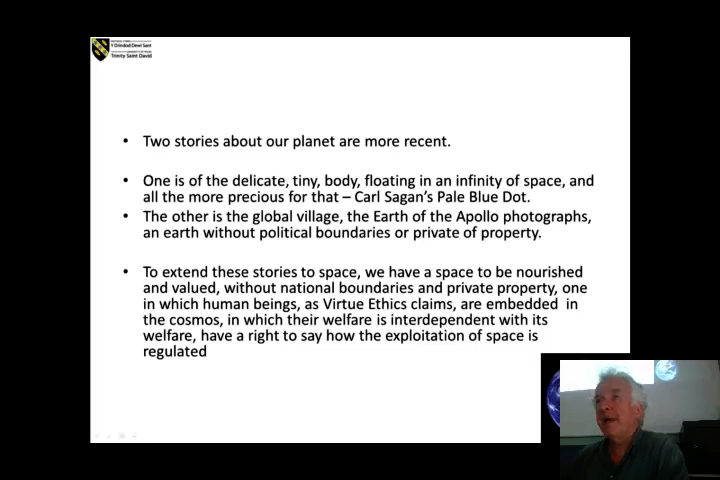 Y Drindod Dewi Sant
Trinity Saint David
• Two stories about our planet are more recent.
• One is of the delicate, tiny, body, floating in an infinity of space, and
all the more precious for that – Carl Sagan's Pale Blue Dot.
• The other is the global village, the Earth of the Apollo photographs,
an earth without political boundaries or private of property.
• To extend these stories to space, we have a space to be nourished
and valued, without national boundaries and private property, one
in which human beings, as Virtue Ethics claims, are embedded in
the cosmos, in which their welfare is interdependent with its
welfare, have a right to say how the exploitation of space is
regulated